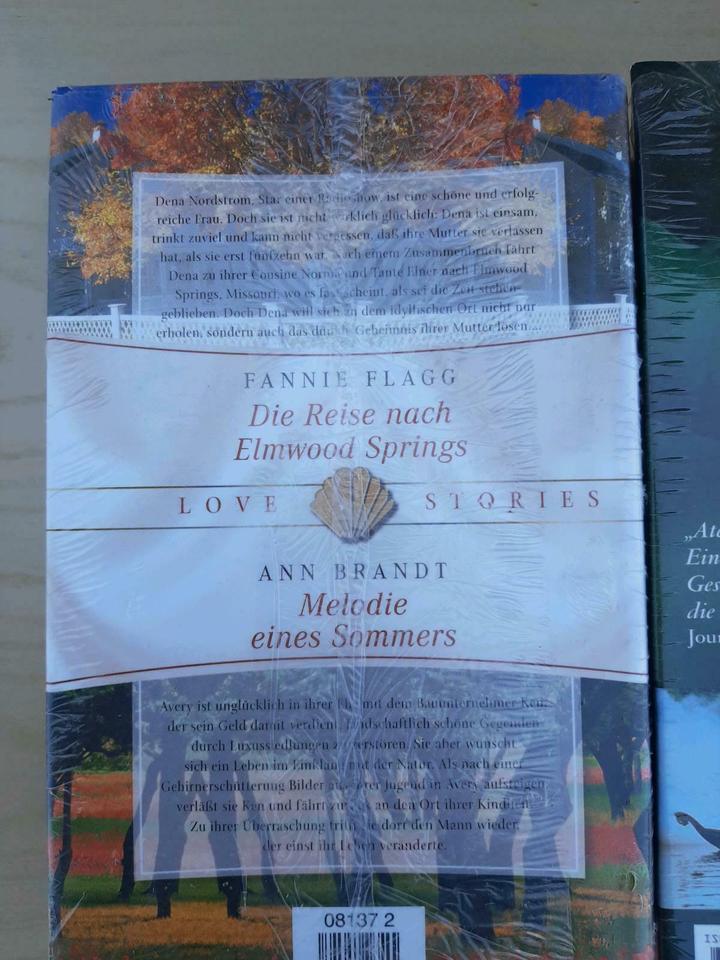 Dena Nordstrom, Star einer Radioshow, ist eine schöne und erfolg-
reiche Frau. Doch sie ist nicht wirklich glücklich: Dena ist einsam,
trinkt zuviel und kann nicht vergessen, daß ihre Mutter sie verlassen
hat, als sie erst fünfzehn war. Nach einem Zusammenbruch fährt
Dena zu ihrer Cousine Norma und Tante Elner nach Elmwood
Springs, Missouri, wo es fast scheint, als sei die Zeit stehen-
geblieben. Doch Dena will sich in dem idyllischen Ort nicht nur
erholen, sondern auch das Geheimnis ihrer Mutter lösen ...
FANNIE FLAGG
Die Reise nach
Elmwood Springs
LOVE STORIES
ANN BRANDT
Melodie
eines Sommers
Avery ist unglücklich in ihrer Ehe mit dem Bauunternehmer Ken,
der sein Geld damit verdient, landschaftlich schöne Gegenden
durch Luxussiedlungen zu zerstören. Sie aber wünscht
sich ein Leben im Einklang mit der Natur. Als nach einer
Gehirnerschütterung Bilder aus ihrer Jugend in Avery aufsteigen,
verläßt sie Ken und fährt zurück an den Ort ihrer Kindheit.
Zu ihrer Überraschung trifft sie dort den Mann wieder,
der einst ihr Leben veränderte.
08137 2
Ein
Ges
die